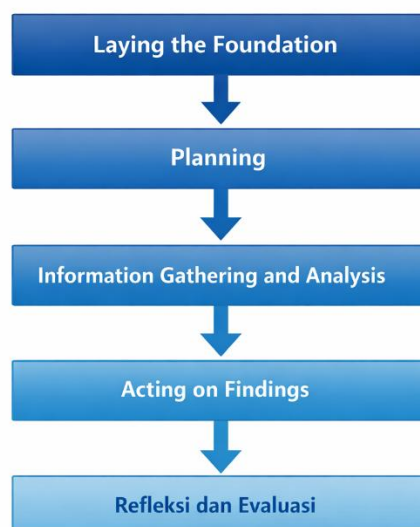 Laying the Foundation
Planning
Information Gathering and Analysis
Acting on Findings
Refleksi dan Evaluasi